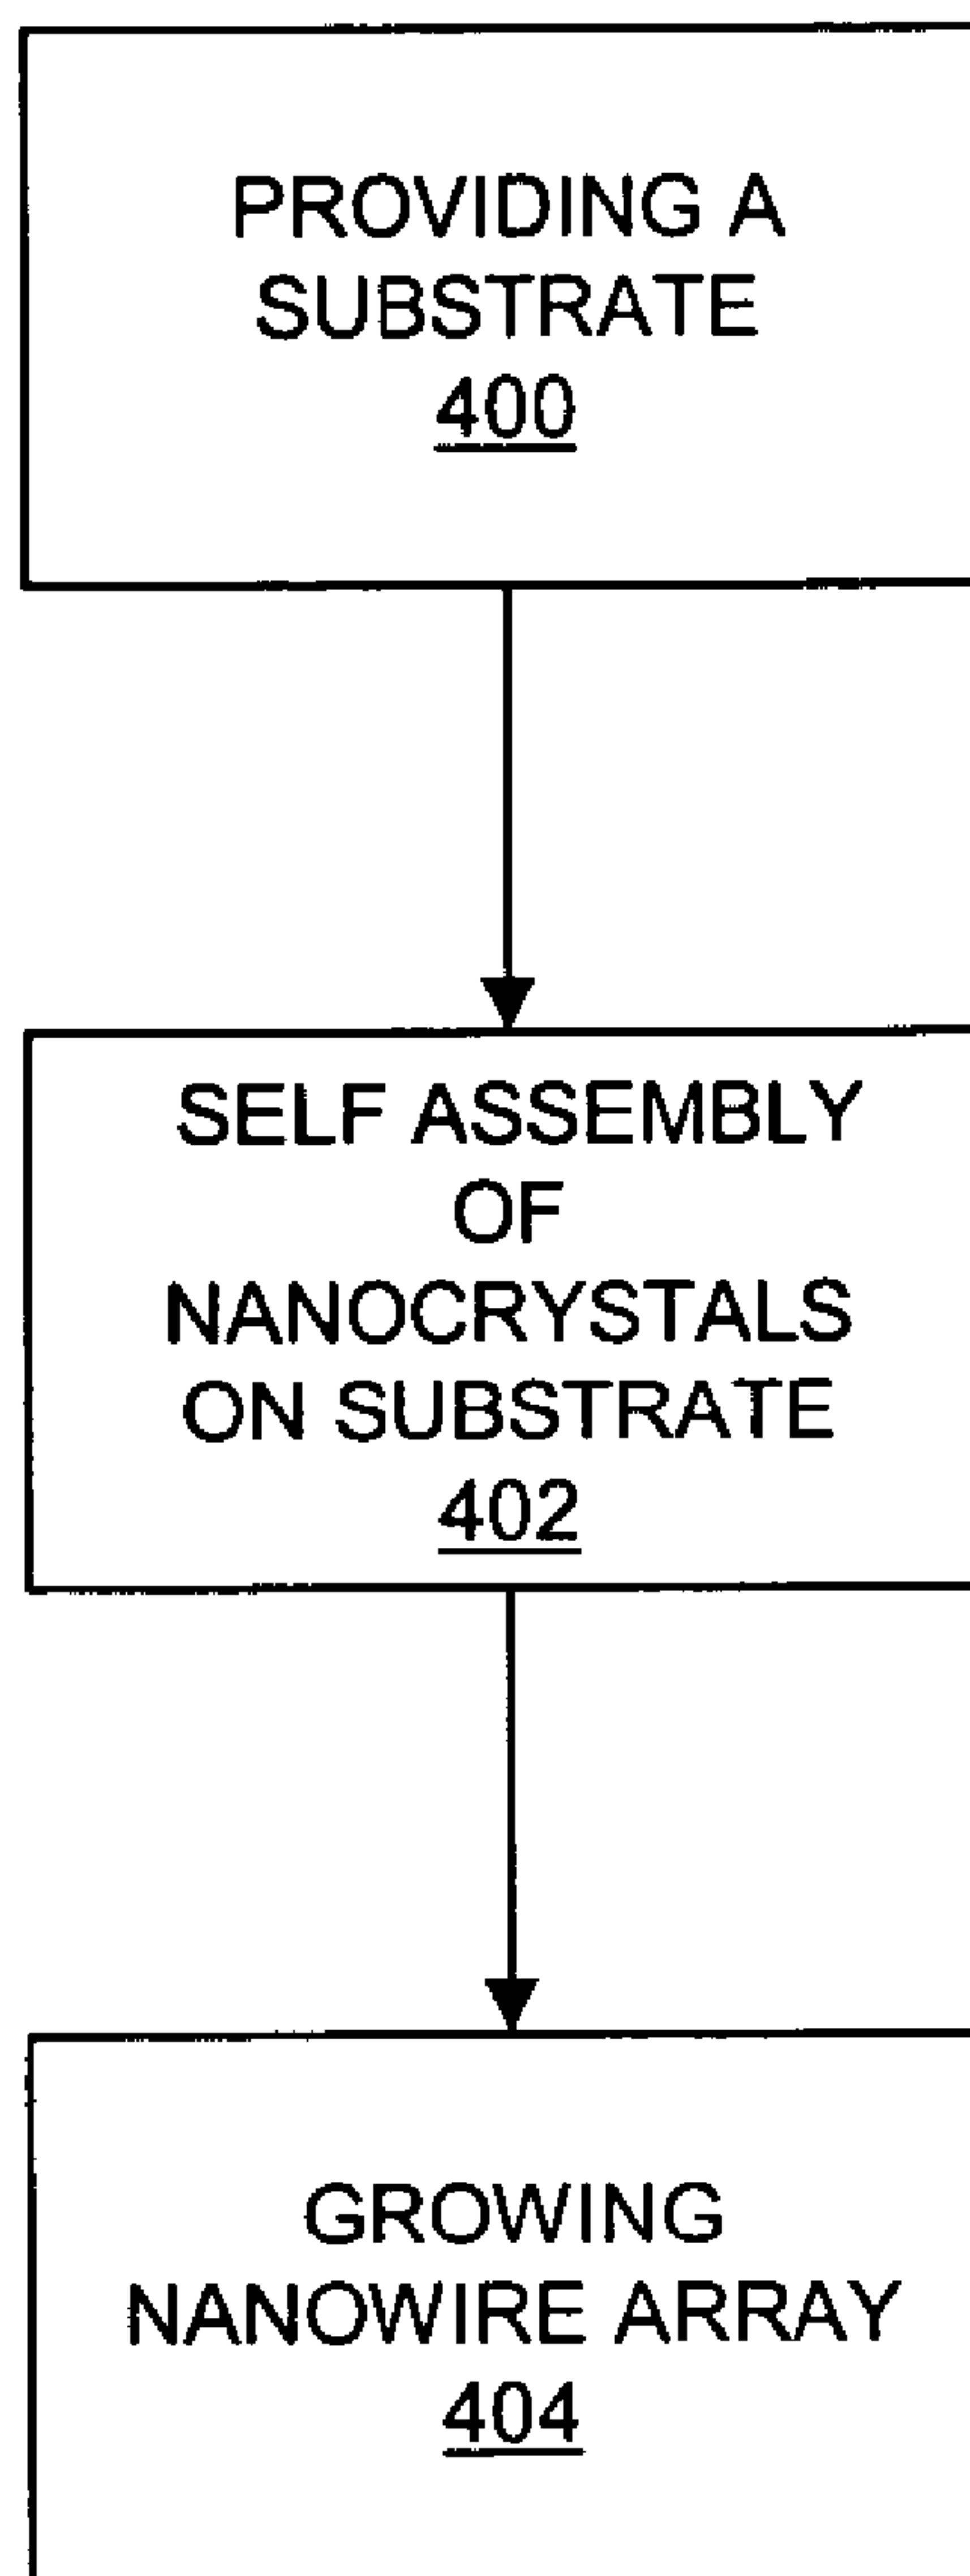 PROVIDING A
SUBSTRATE
400
SELF ASSEMBLY
OF
NANOCRYSTALS
ON SUBSTRATE
402
GROWING
NANOWIRE ARRAY
404